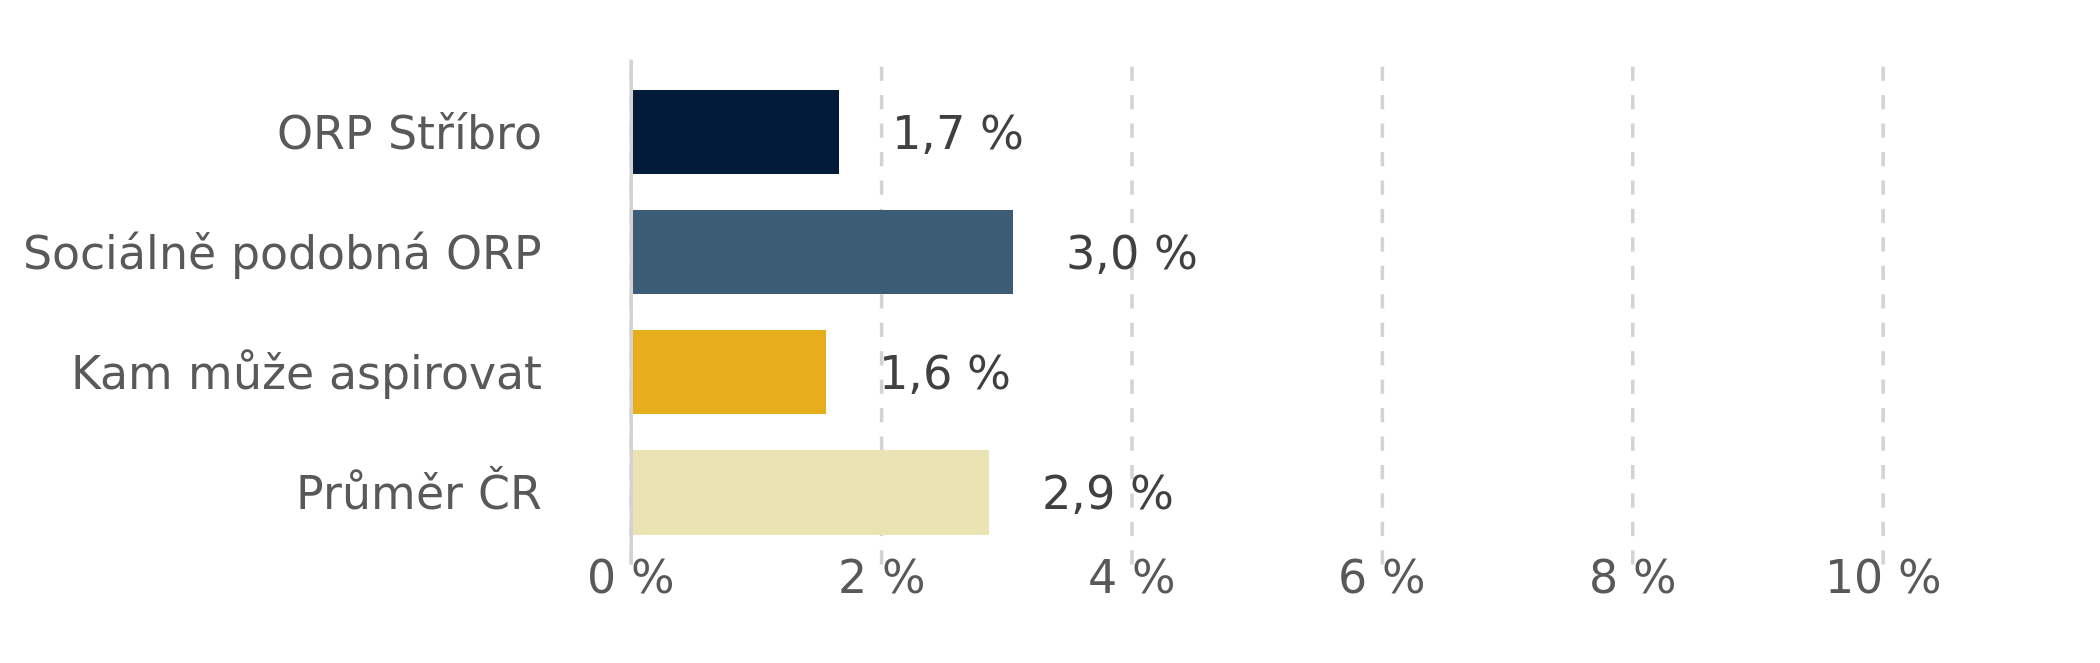 ORP Stříbro 1,7 %
Sociálně podobná ORP 3,0 %
Kam může aspirovat 1,6 %
Průměr ČR 2,9 %
0 % 2 % 4 % 6 % 8 % 10 %